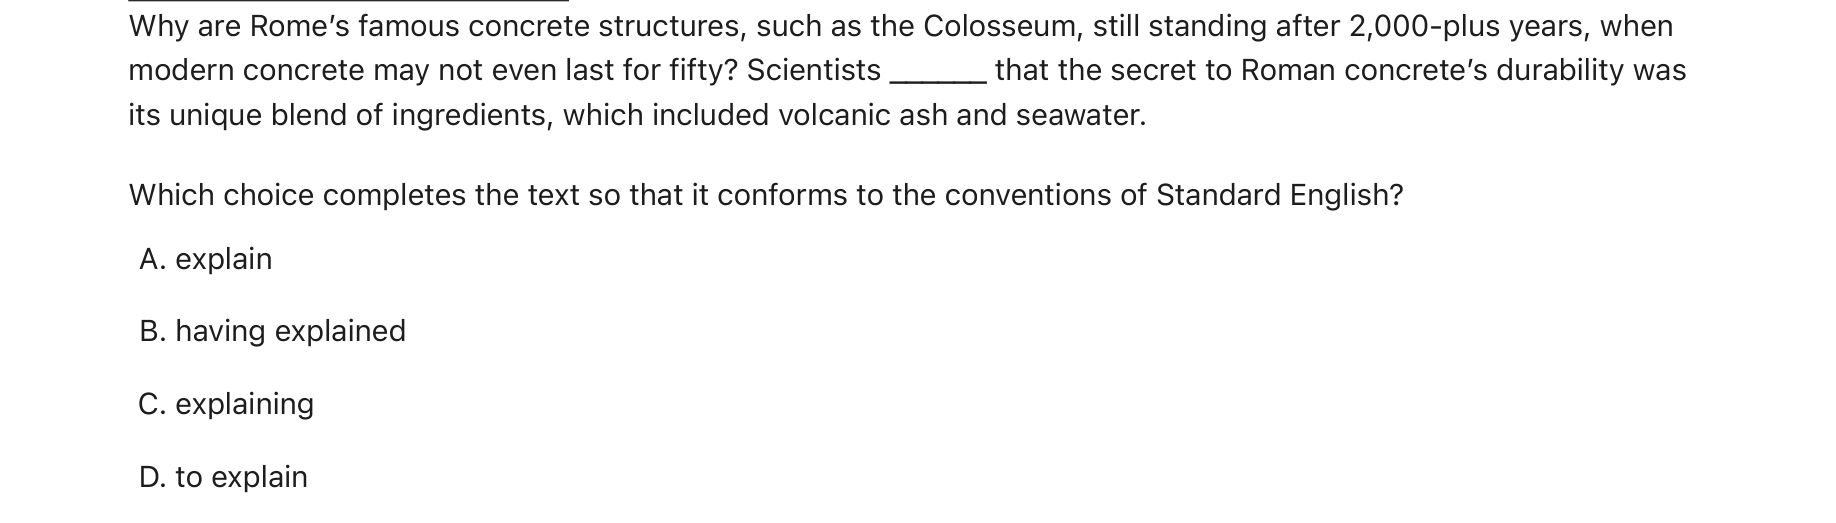 Why are Rome’s famous concrete structures, such as the Colosseum, still standing after 2,000-plus years, when
modern concrete may not even last for fifty? Scientists ______ that the secret to Roman concrete’s durability was
its unique blend of ingredients, which included volcanic ash and seawater.
Which choice completes the text so that it conforms to the conventions of Standard English?
A. explain
B. having explained
C. explaining
D. to explain